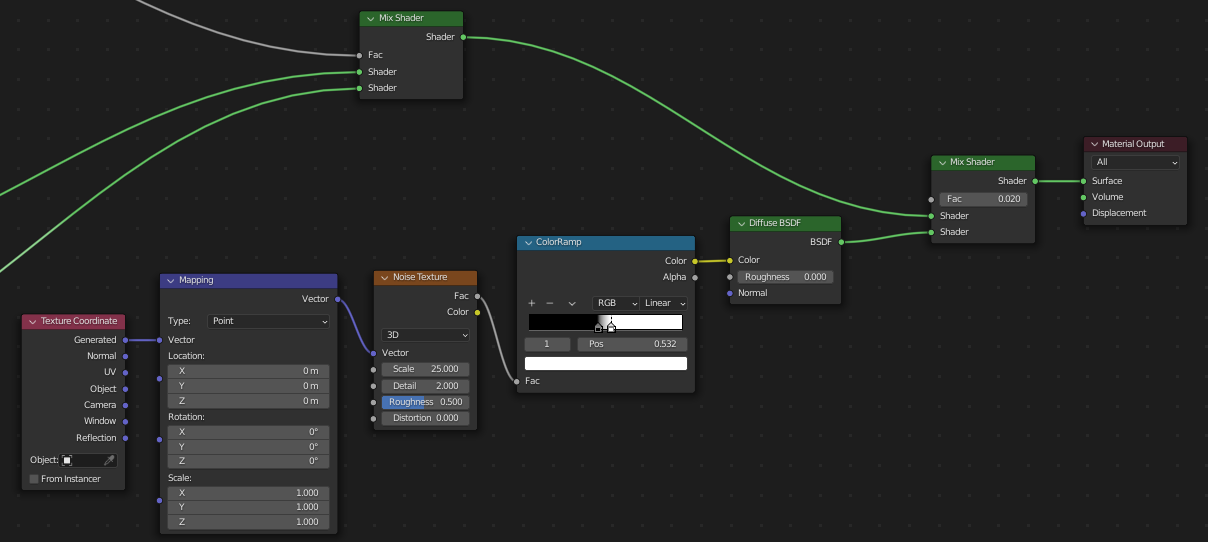 Mix Shader
Shader
Fac
Shader
Shader
Texture Coordinate
Generated
Normal
UV
Object
Camera
Window
Reflection
Object:
From Instancer
Mapping
Vector
Type: Point
Vector
Location:
X 0 m
Y 0 m
Z 0 m
Rotation:
X 0°
Y 0°
Z 0°
Scale:
X 1.000
Y 1.000
Z 1.000
Noise Texture
Fac
Color
3D
Vector
Scale 25.000
Detail 2.000
Roughness 0.500
Distortion 0.000
ColorRamp
Color
Alpha
+ − RGB Linear
1 Pos 0.532
Fac
Diffuse BSDF
BSDF
Color
Roughness 0.000
Normal
Mix Shader
Shader
Fac 0.020
Shader
Shader
Material Output
All
Surface
Volume
Displacement